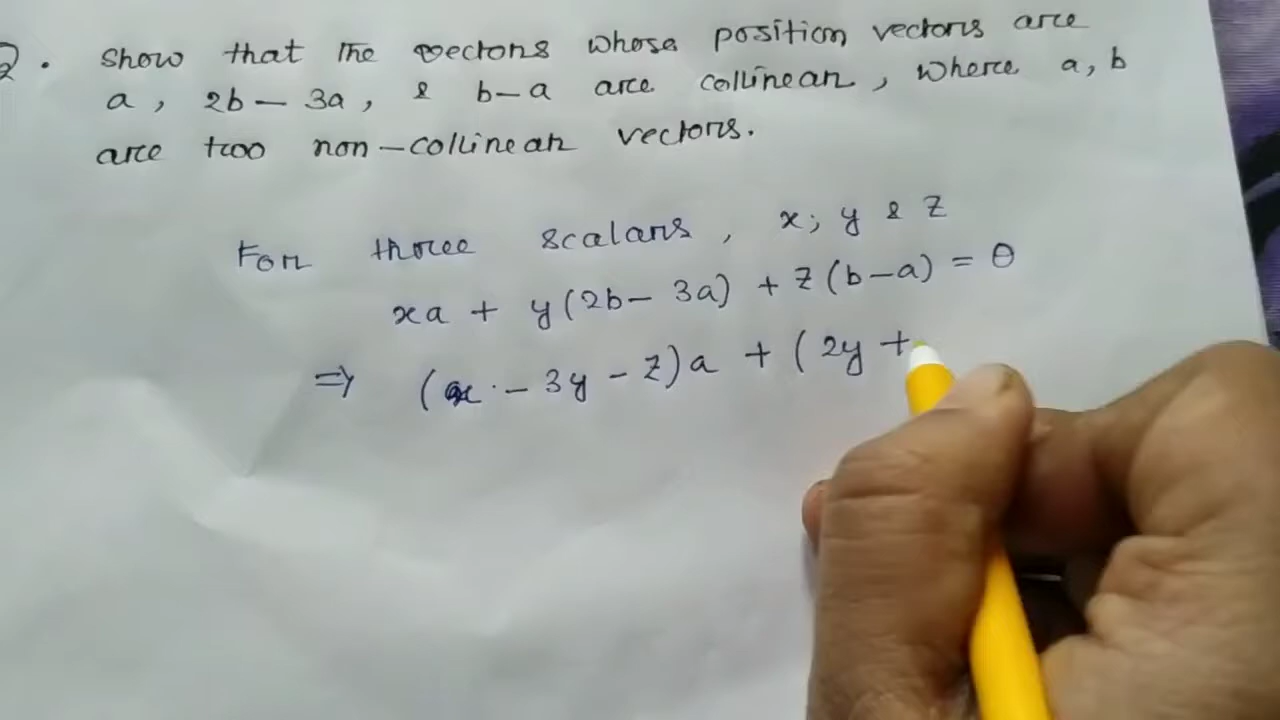 2. Show that the vectors whose position vectors are
a, 2b - 3a, & b-a are collinear, where a, b
are two non-collinear vectors.
For three scalars, x, y & z
xa + y(2b - 3a) + z(b-a) = θ
⇒ (x - 3y - z)a + (2y +